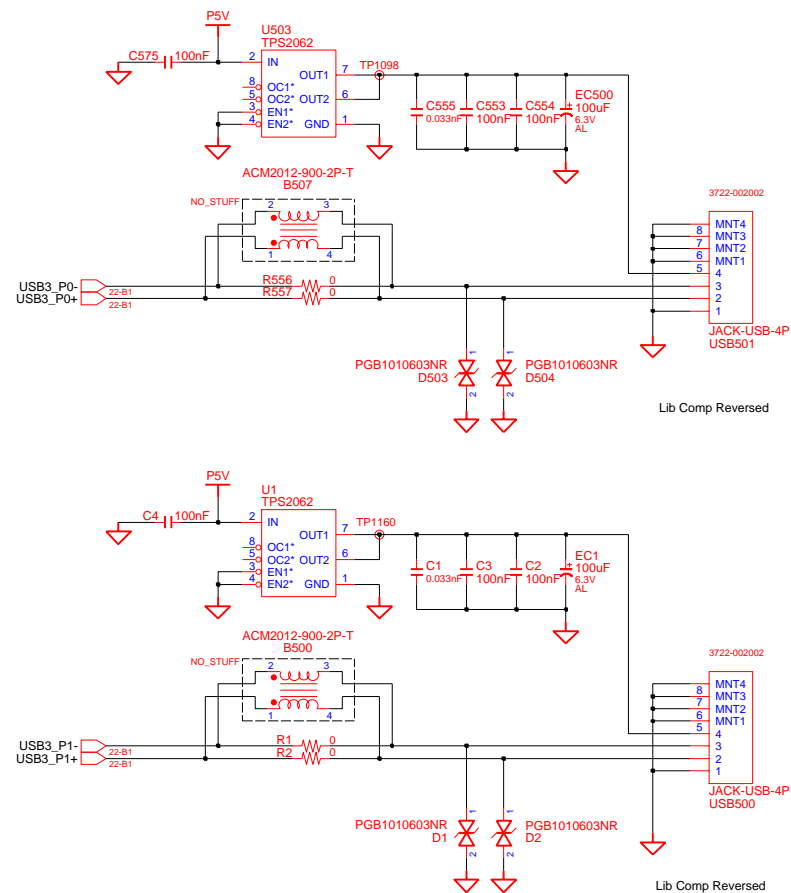 P5V
U503
TPS2062
C575
100nF
2
IN
OUT1
7
TP1098
8
OC1*
5
OC2*
OUT2
6
3
EN1*
4
EN2*
GND
1
C555
0.033nF
C553
100nF
C554
100nF
EC500
+
100uF
6.3V
AL
ACM2012-900-2P-T
B507
NO_STUFF
2
3
1
4
3722-002002
MNT4
8
MNT3
7
MNT2
6
MNT1
5
4
3
2
1
JACK-USB-4P
USB501
USB3_P0-
22-B1
USB3_P0+
22-B1
R556
0
R557
0
PGB1010603NR
D503
1
2
1
2
PGB1010603NR
D504
Lib Comp Reversed
P5V
U1
TPS2062
C4
100nF
2
IN
OUT1
7
TP1160
8
OC1*
5
OC2*
OUT2
6
3
EN1*
4
EN2*
GND
1
C1
0.033nF
C3
100nF
C2
100nF
EC1
+
100uF
6.3V
AL
ACM2012-900-2P-T
B500
NO_STUFF
2
3
1
4
3722-002002
MNT4
8
MNT3
7
MNT2
6
MNT1
5
4
3
2
1
JACK-USB-4P
USB500
USB3_P1-
22-B1
USB3_P1+
22-B1
R1
0
R2
0
PGB1010603NR
D1
1
2
1
2
PGB1010603NR
D2
Lib Comp Reversed